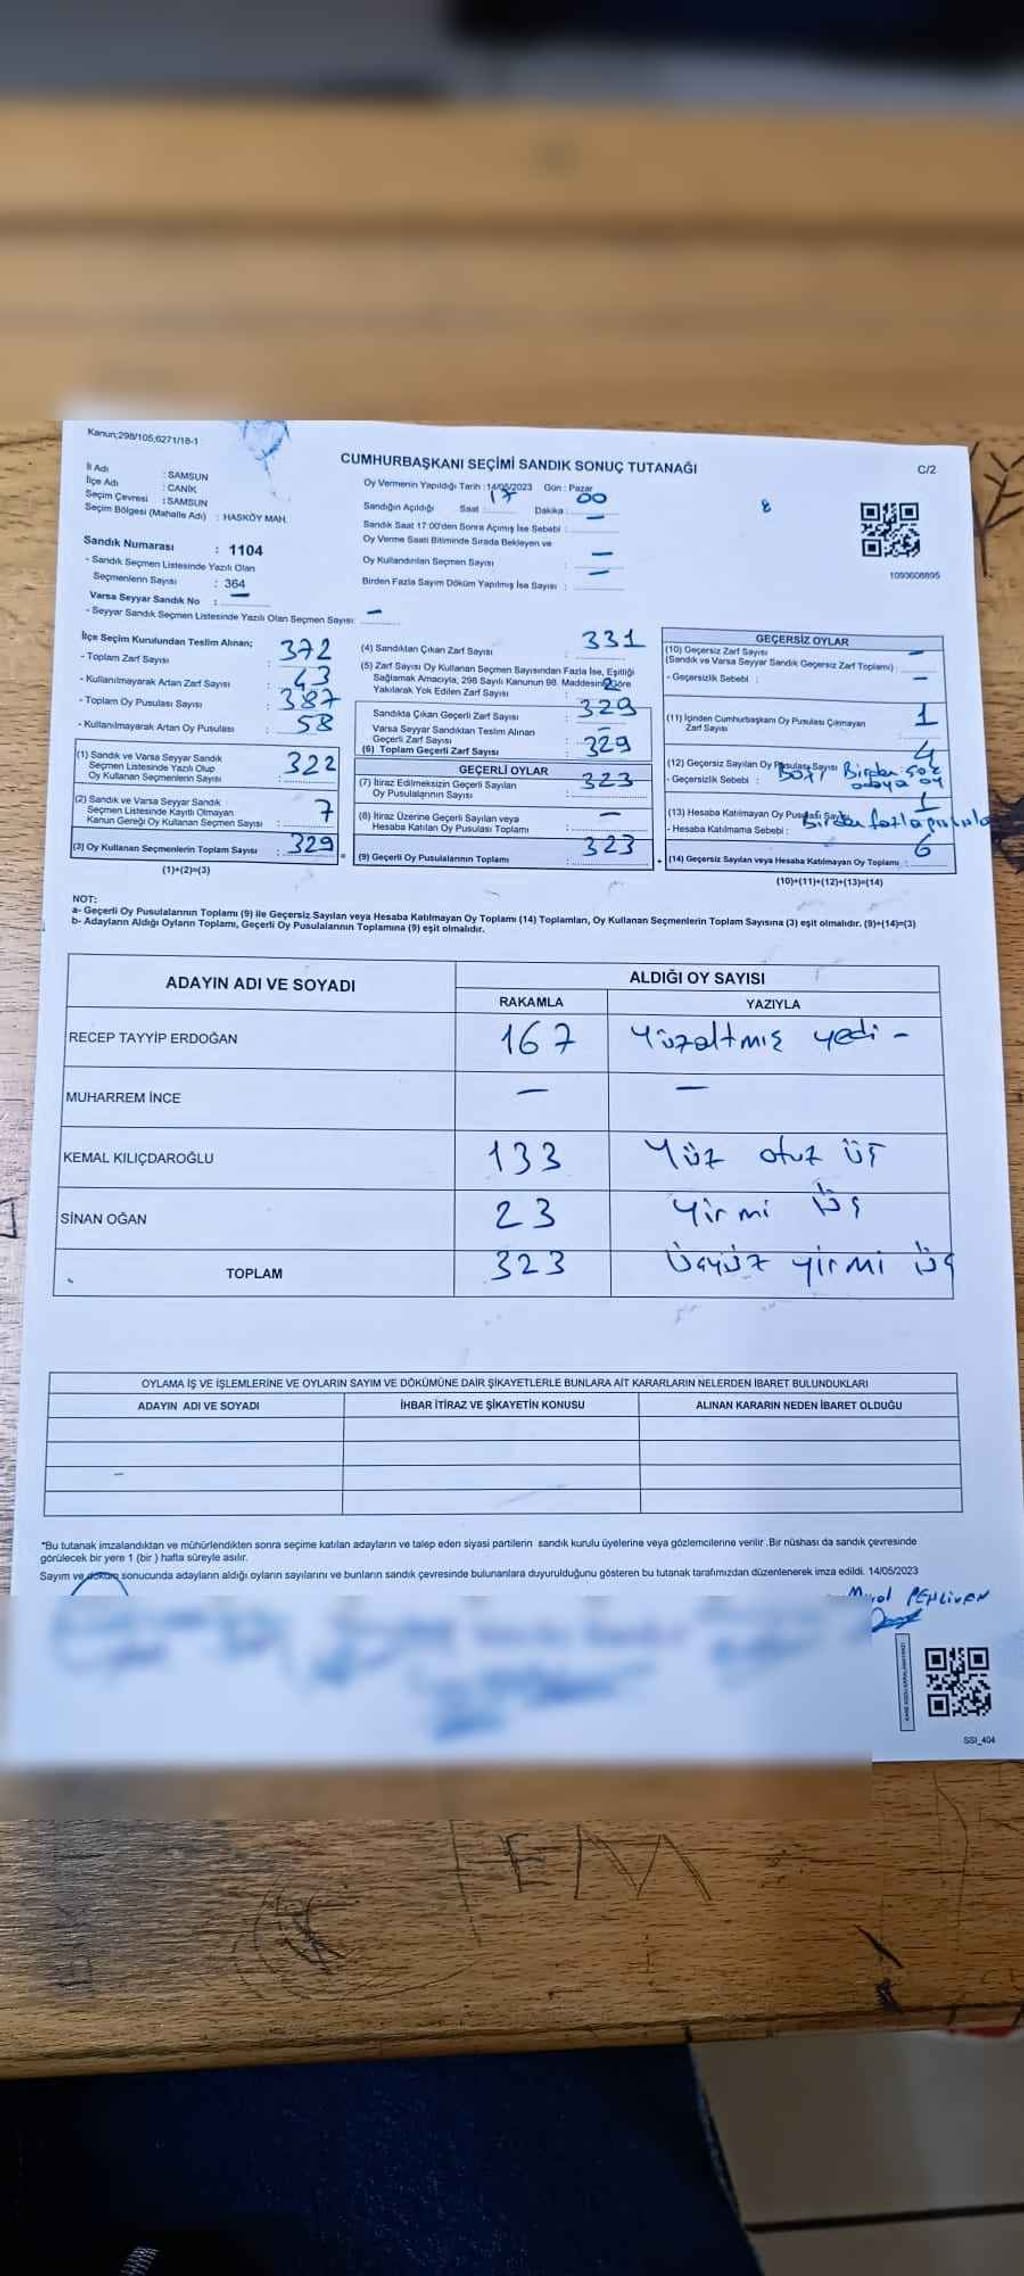 Kanun;298/105,6271/18-1
CUMHURBAŞKANI SEÇİMİ SANDIK SONUÇ TUTANAĞI
C/2
İl Adı : SAMSUN
İlçe Adı : CANİK
Seçim Çevresi : SAMSUN
Seçim Bölgesi (Mahalle Adı) : HASKÖY MAH.
Sandık Numarası : 1104
- Sandık Seçmen Listesinde Yazılı Olan
Seçmenlerin Sayısı : 364
Varsa Seyyar Sandık No : —
- Seyyar Sandık Seçmen Listesinde Yazılı Olan Seçmen Sayısı: —
Oy Vermenin Yapıldığı Tarih : 14/05/2023 Gün : Pazar
Sandığın Açıldığı Saat 17 Dakika 00
Sandık Saat 17:00'den Sonra Açımış İse Sebebi : —
Oy Verme Saati Bitiminde Sırada Bekleyen ve
Oy Kullandırılan Seçmen Sayısı : —
Birden Fazla Sayım Döküm Yapılmış İse Sayısı : —
8
1093608895
İlçe Seçim Kurulundan Teslim Alınan;
- Toplam Zarf Sayısı : 372
- Kullanılmayarak Artan Zarf Sayısı : 43
- Toplam Oy Pusulası Sayısı : 387
- Kullanılmayarak Artan Oy Pusulası : 58
(1) Sandık ve Varsa Seyyar Sandık
Seçmen Listesinde Yazılı Olup
Oy Kullanan Seçmenlerin Sayısı : 322
(2) Sandık ve Varsa Seyyar Sandık
Seçmen Listesinde Kayıtlı Olmayan
Kanun Gereği Oy Kullanan Seçmen Sayısı : 7
(3) Oy Kullanan Seçmenlerin Toplam Sayısı : 329
(1)+(2)=(3)
(4) Sandıktan Çıkan Zarf Sayısı : 331
(5) Zarf Sayısı Oy Kullanan Seçmen Sayısından Fazla İse, Eşitliği
Sağlamak Amacıyla, 298 Sayılı Kanunun 98. Maddesine Göre
Yakılarak Yok Edilen Zarf Sayısı : 2
Sandıkta Çıkan Geçerli Zarf Sayısı : 329
Varsa Seyyar Sandıktan Teslim Alınan
Geçerli Zarf Sayısı : —
(6) Toplam Geçerli Zarf Sayısı : 329
GEÇERLİ OYLAR
(7) İtiraz Edilmeksizin Geçerli Sayılan
Oy Pusulalarının Sayısı : 323
(8) İtiraz Üzerine Geçerli Sayılan veya
Hesaba Katılan Oy Pusulası Toplamı : —
(9) Geçerli Oy Pusulalarının Toplamı : 323
GEÇERSİZ OYLAR
(10) Geçersiz Zarf Sayısı
(Sandık ve Varsa Seyyar Sandık Geçersiz Zarf Toplamı) : —
- Geçersizlik Sebebi : —
(11) İçinden Cumhurbaşkanı Oy Pusulası Çıkmayan
Zarf Sayısı 1
(12) Geçersiz Sayılan Oy Pusulası Sayısı 4
- Geçersizlik Sebebi : Birden
adaya oy
(13) Hesaba Katılmayan Oy Pusulası Sayısı 1
- Hesaba Katılmama Sebebi : Birden fazla pusula
(14) Geçersiz Sayılan veya Hesaba Katılmayan Oy Toplamı : 6
(10)+(11)+(12)+(13)=(14)
NOT:
a- Geçerli Oy Pusulalarının Toplamı (9) ile Geçersiz Sayılan veya Hesaba Katılmayan Oy Toplamı (14) Toplamları, Oy Kullanan Seçmenlerin Toplam Sayısına (3) eşit olmalıdır. (9)+(14)=(3)
b- Adayların Aldığı Oyların Toplamı, Geçerli Oy Pusulalarının Toplamına (9) eşit olmalıdır.
ADAYIN ADI VE SOYADI ALDIĞI OY SAYISI
RAKAMLA YAZIYLA
RECEP TAYYİP ERDOĞAN 167 Yüzaltmış yedi -
MUHARREM İNCE — —
KEMAL KILIÇDAROĞLU 133 Yüz otuz üç
SİNAN OĞAN 23 Yirmi üç
TOPLAM 323 Üçyüz yirmi üç
OYLAMA İŞ VE İŞLEMLERİNE VE OYLARIN SAYIM VE DÖKÜMÜNE DAİR ŞİKAYETLERLE BUNLARA AİT KARARLARIN NELERDEN İBARET BULUNDUKLARI
ADAYIN ADI VE SOYADI İHBAR İTİRAZ VE ŞİKAYETİN KONUSU ALINAN KARARIN NEDEN İBARET OLDUĞU
*Bu tutanak imzalandıktan ve mühürlendikten sonra seçime katılan adayların ve talep eden siyasi partilerin sandık kurulu üyelerine veya gözlemcilerine verilir .Bir nüshası da sandık çevresinde
görülecek bir yere 1 (bir ) hafta süreyle asılır.
Sayım ve döküm sonucunda adayların aldığı oyların sayılarını ve bunların sandık çevresinde bulunanlara duyurulduğunu gösteren bu tutanak tarafımızdan düzenlenerek imza edildi. 14/05/2023
PEHLİVAN
SSI_404